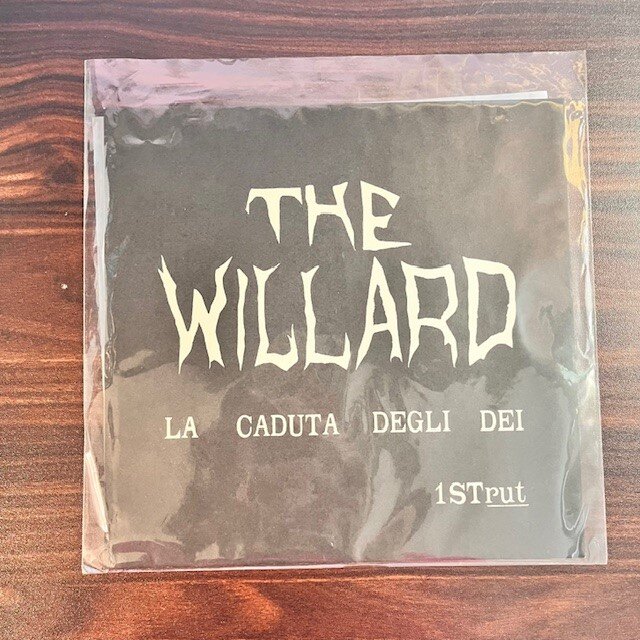 THE
WILLARD
LA CADUTA DEGLI DEI
1STrut